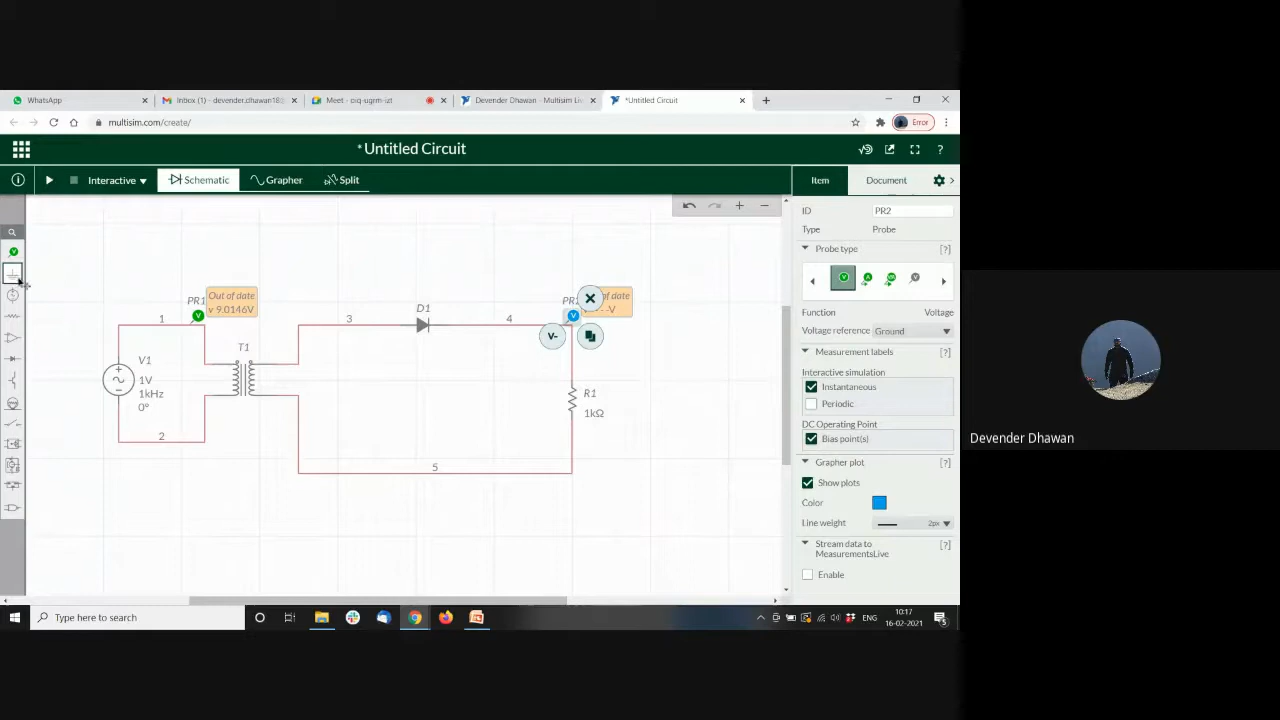 WhatsApp
Inbox (1) - devender.dhawan18@
Meet - oiq-ugrm-izt
Devender Dhawan - Multisim Li
*Untitled Circuit
multisim.com/create/
Error
* Untitled Circuit
?
Interactive
Schematic
Grapher
Split
Item
Document
ID
PR2
Type
Probe
Probe type
[?]
Function
Voltage
Voltage reference
Ground
Measurement labels
[?]
Interactive simulation
Instantaneous
Periodic
DC Operating Point
Bias point(s)
Grapher plot
[?]
Show plots
Color
Line weight
2px
Stream data to
MeasurementsLive
[?]
Enable
PR1
Out of date
v 9.0146V
V
1
V1
1V
1kHz
0°
2
T1
3
D1
4
of date
V
V-
R1
1kΩ
5
Type here to search
ENG
10:17
16-02-2021
5
Devender Dhawan